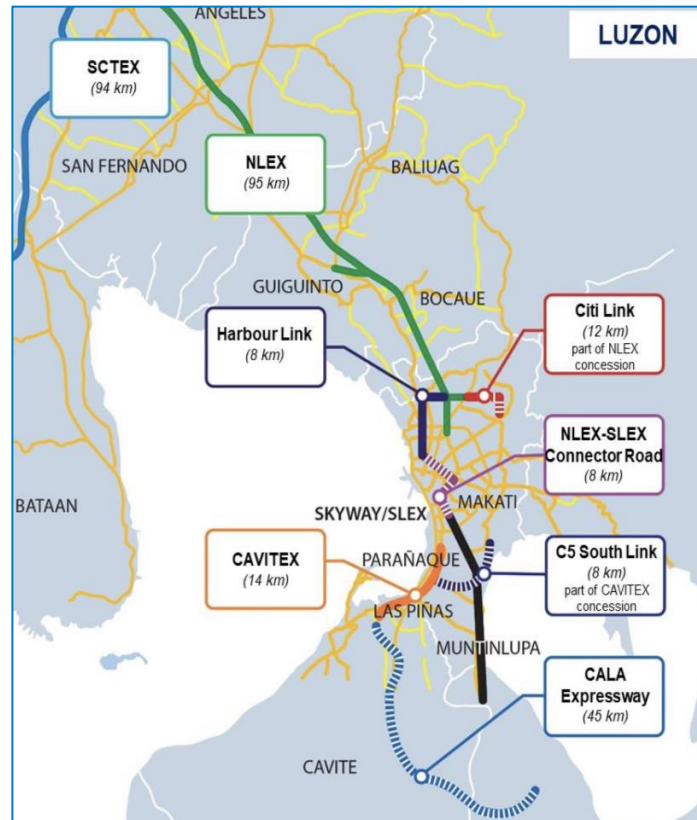 ANGELES
LUZON
SCTEX
(94 km)
SAN FERNANDO
NLEX
(95 km)
BALIUAG
GUIGUINTO
BOCAUE
Harbour Link
(8 km)
Citi Link
(12 km)
part of NLEX
concession
NLEX-SLEX
Connector Road
(8 km)
BATAAN
MAKATI
SKYWAY/SLEX
CAVITEX
(14 km)
PARAÑAQUE
C5 South Link
(8 km)
part of CAVITEX
concession
LAS PIÑAS
MUNTINLUPA
CALA
Expressway
(45 km)
CAVITE